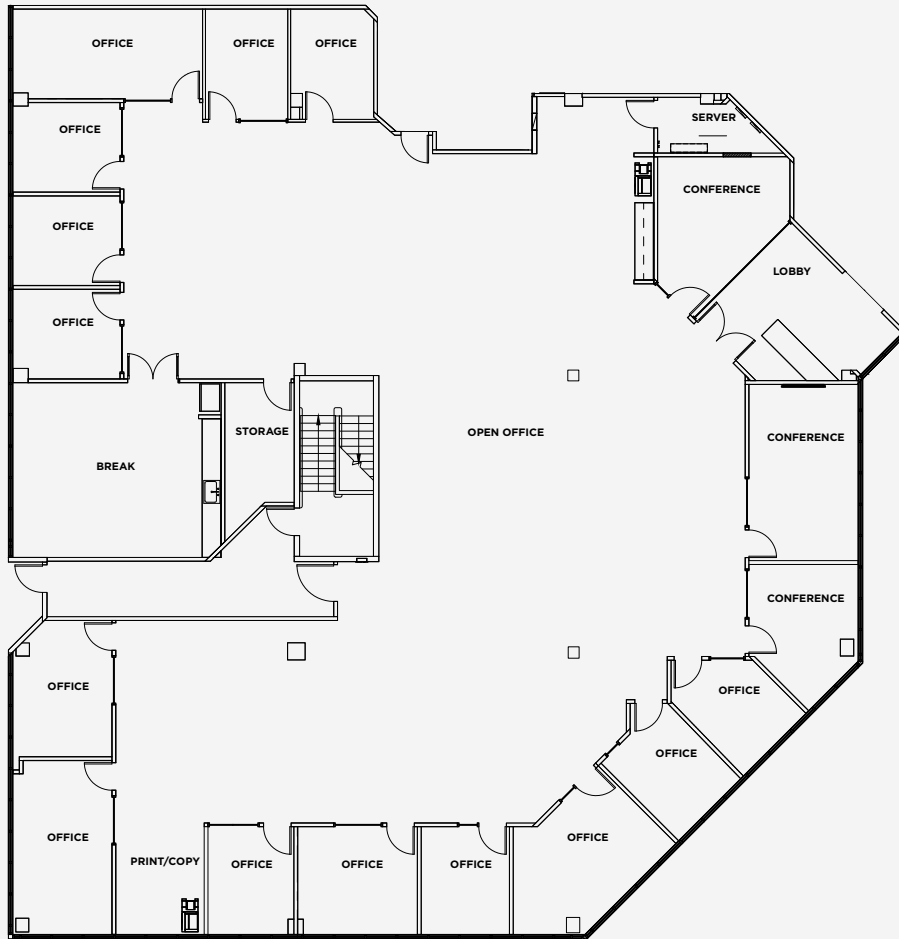 OFFICE
OFFICE
OFFICE
SERVER
OFFICE
CONFERENCE
OFFICE
LOBBY
OFFICE
STORAGE
OPEN OFFICE
CONFERENCE
BREAK
CONFERENCE
OFFICE
OFFICE
OFFICE
OFFICE
OFFICE
PRINT/COPY
OFFICE
OFFICE
OFFICE
OFFICE